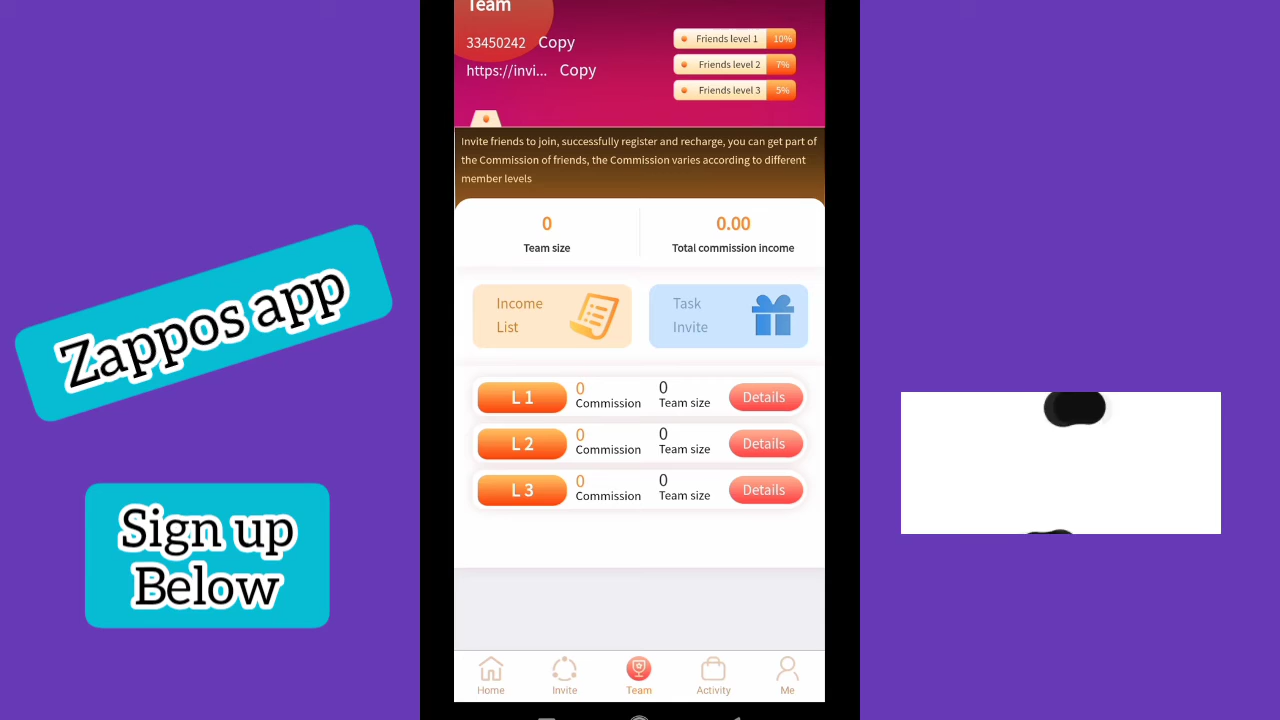 Team
33450242 Copy
https://invi... Copy
Friends level 1 10%
Friends level 2 7%
Friends level 3 5%
Invite friends to join, successfully register and recharge, you can get part of
the Commission of friends, the Commission varies according to different
member levels
0
Team size
0.00
Total commission income
Income
List
Task
Invite
L 1
0
Commission
0
Team size
Details
L 2
0
Commission
0
Team size
Details
L 3
0
Commission
0
Team size
Details
Home
Invite
Team
Activity
Me
Zappos app
Sign up
Below